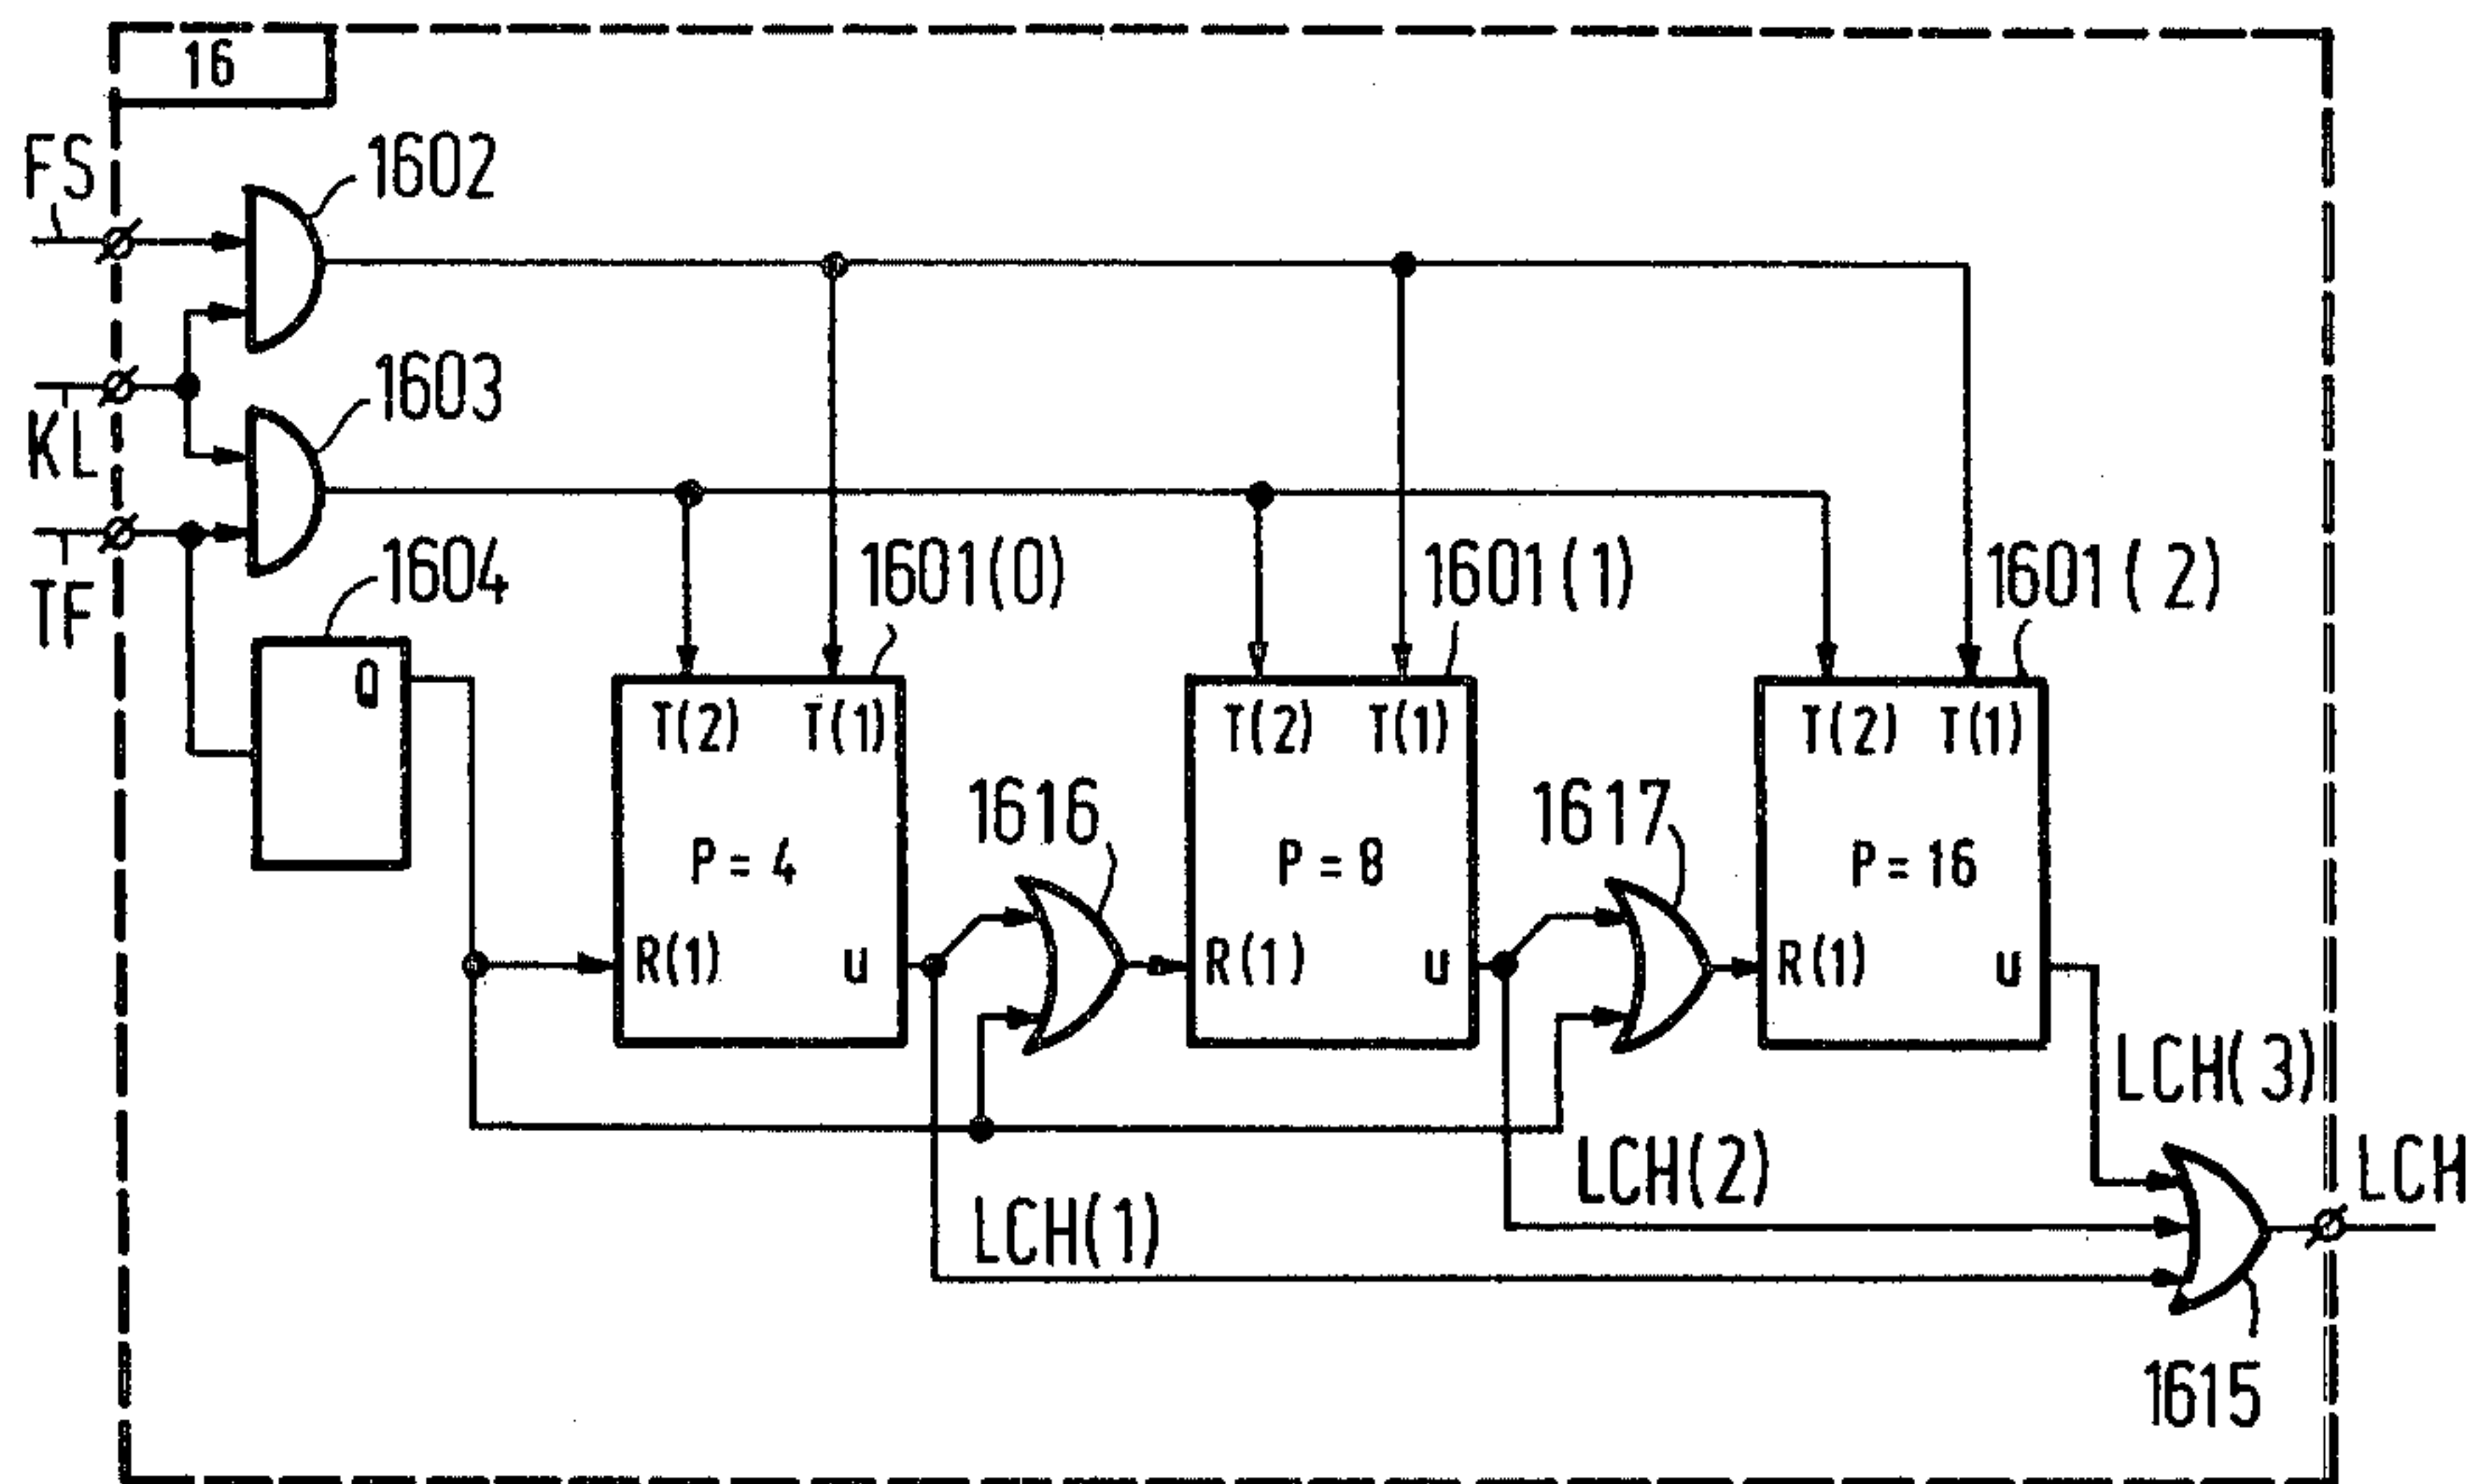 16
FS
1602
KL
1603
TF
1604
Q
1601(0)
1601(1)
1601(2)
T(2) T(1)
T(2) T(1)
T(2) T(1)
1616
1617
P = 4
P = 8
P = 16
R(1) u
R(1) u
R(1) u
LCH(3)
LCH(2)
LCH
LCH(1)
1615